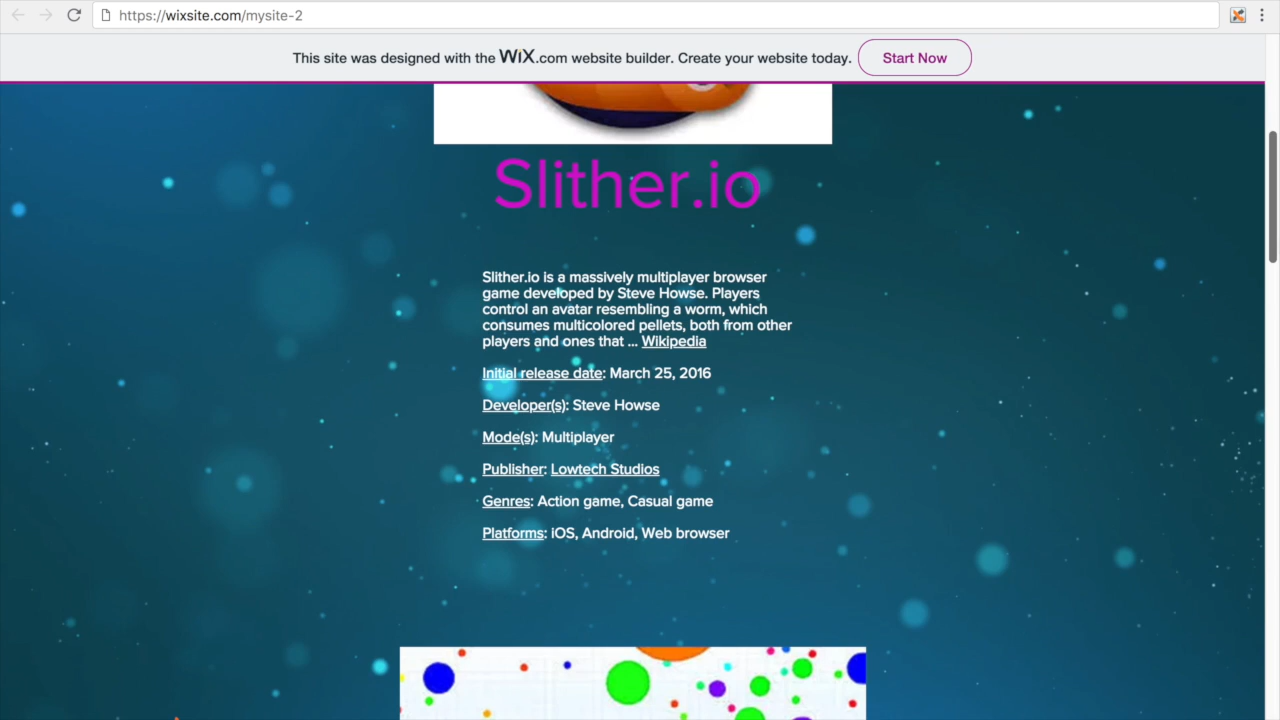 https://wixsite.com/mysite-2
This site was designed with the WiX.com website builder. Create your website today. Start Now
Slither.io
Slither.io is a massively multiplayer browser
game developed by Steve Howse. Players
control an avatar resembling a worm, which
consumes multicolored pellets, both from other
players and ones that ... Wikipedia
Initial release date: March 25, 2016
Developer(s): Steve Howse
Mode(s): Multiplayer
Publisher: Lowtech Studios
Genres: Action game, Casual game
Platforms: iOS, Android, Web browser